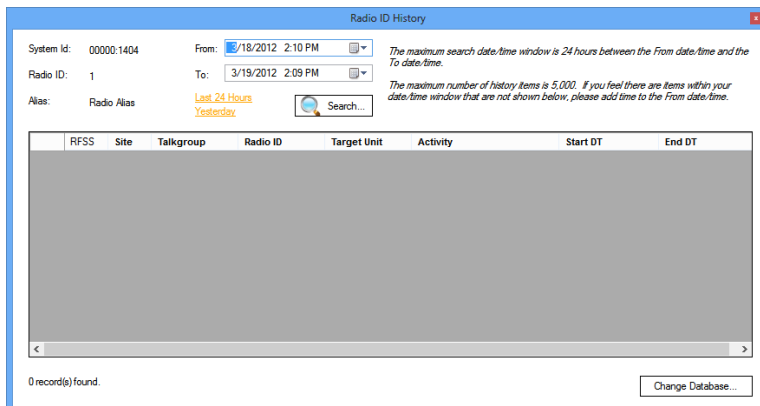 Radio ID History
x
System Id: 00000:1404
From: 3/18/2012 2:10 PM
The maximum search date/time window is 24 hours between the From date/time and the
To date/time.
Radio ID: 1
To: 3/19/2012 2:09 PM
The maximum number of history items is 5,000. If you feel there are items within your
date/time window that are not shown below, please add time to the From date/time.
Alias: Radio Alias
Last 24 Hours
Yesterday
Search...
RFSS Site Talkgroup Radio ID Target Unit Activity Start DT End DT
0 record(s) found.
Change Database...